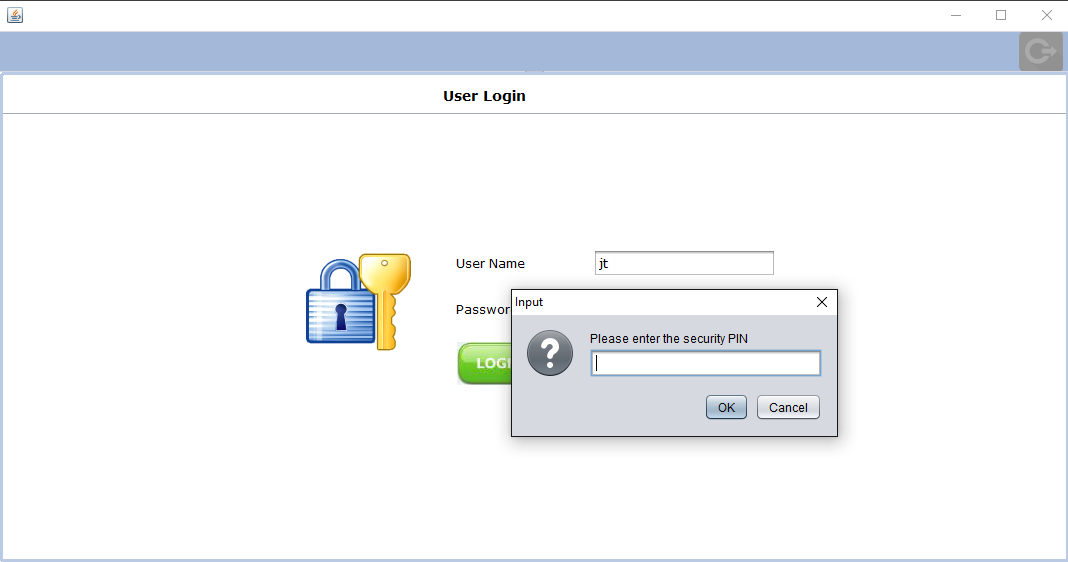 User Login
User Name
jt
Passwor
LOGI
Input
Please enter the security PIN
OK
Cancel